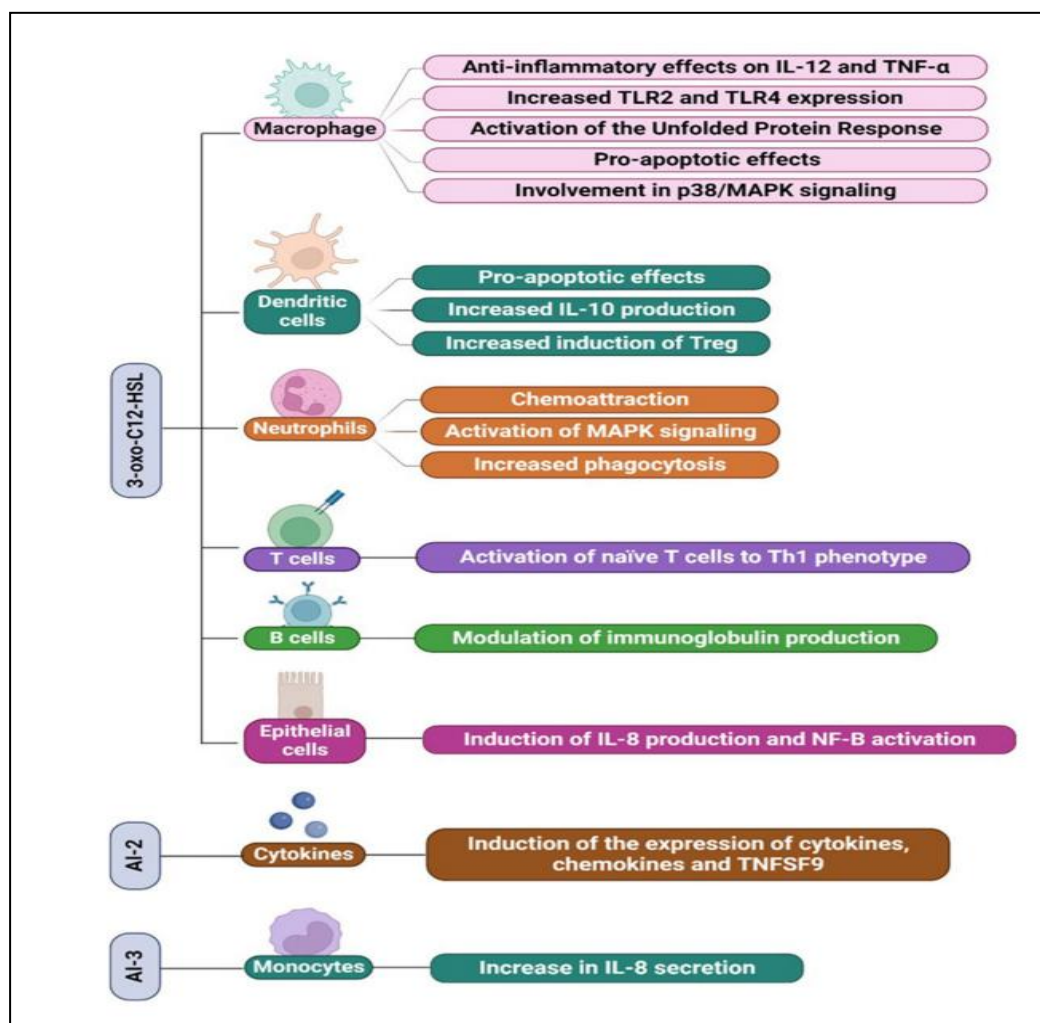 Macrophage
Anti-inflammatory effects on IL-12 and TNF-α
Increased TLR2 and TLR4 expression
Activation of the Unfolded Protein Response
Pro-apoptotic effects
Involvement in p38/MAPK signaling
3-oxo-C12-HSL
Dendritic
cells
Pro-apoptotic effects
Increased IL-10 production
Increased induction of Treg
Neutrophils
Chemoattraction
Activation of MAPK signaling
Increased phagocytosis
T cells
Activation of naïve T cells to Th1 phenotype
B cells
Modulation of immunoglobulin production
Epithelial
cells
Induction of IL-8 production and NF-B activation
AI-2
Cytokines
Induction of the expression of cytokines,
chemokines and TNFSF9
AI-3
Monocytes
Increase in IL-8 secretion